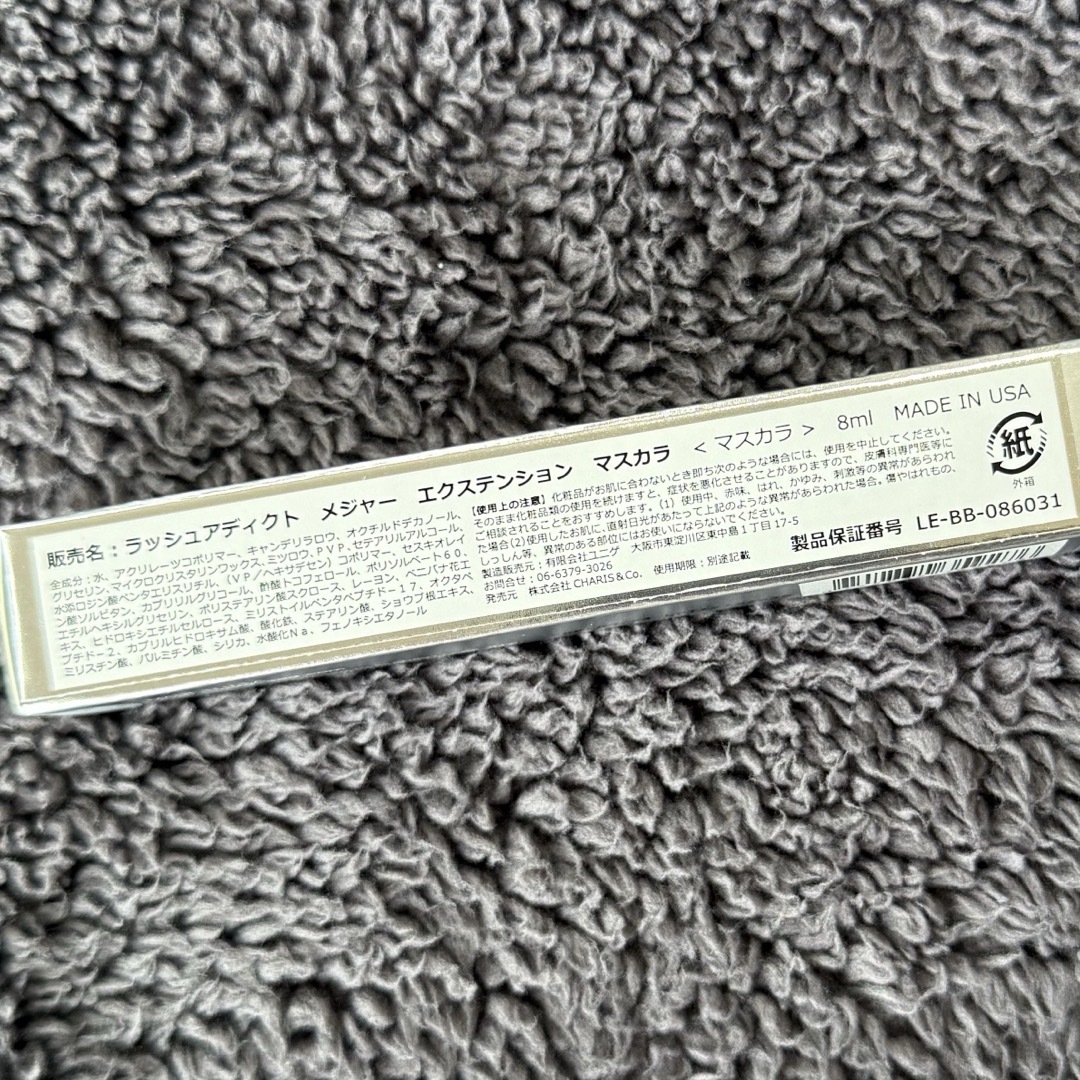 販売名：ラッシュアディクト メジャー エクステンション マスカラ ＜マスカラ＞ 8ml MADE IN USA
全成分：水、アクリレーツコポリマー、キャンデリラロウ、オクチルドデカノール、
グリセリン、マイクロクリスタリンワックス、ミツロウ、PVP、セテアリルアルコール、
水添ロジン酸ペンタエリスリチル、（VP／ヘキサデセン）コポリマー、セスキオレイ
ン酸ソルビタン、カプリリルグリコール、酢酸トコフェロール、ポリソルベート60、
エチルヘキシルグリセリン、ポリステアリン酸スクロース、レーヨン、ベニバナ花エ
キス、ヒドロキシエチルセルロース、ミリストイルペンタペプチド－17、オクタペ
プチド－2、カプリルヒドロキサム酸、酸化鉄、ステアリン酸、ショウブ根エキス、
ミリスチン酸、パルミチン酸、シリカ、水酸化Na、フェノキシエタノール
【使用上の注意】化粧品がお肌に合わないとき即ち次のような場合には、使用を中止してください。
そのまま化粧品類の使用を続けますと、症状を悪化させることがありますので、皮膚科専門医等に
ご相談されることをおすすめします。(1) 使用中、赤味、はれ、かゆみ、刺激等の異常があらわれ
た場合(2)使用したお肌に、直射日光があたって上記のような異常があらわれた場合。傷やはれもの、
しっしん等、異常のある部位にはお使いにならないでください。
製造販売元：有限会社ユニゲ 大阪市東淀川区東中島1丁目17-5
お問合せ：06-6379-3026
発売元 株式会社 CHARIS＆Co. 使用期限：別途記載
紙
外箱
製品保証番号 LE-BB-086031